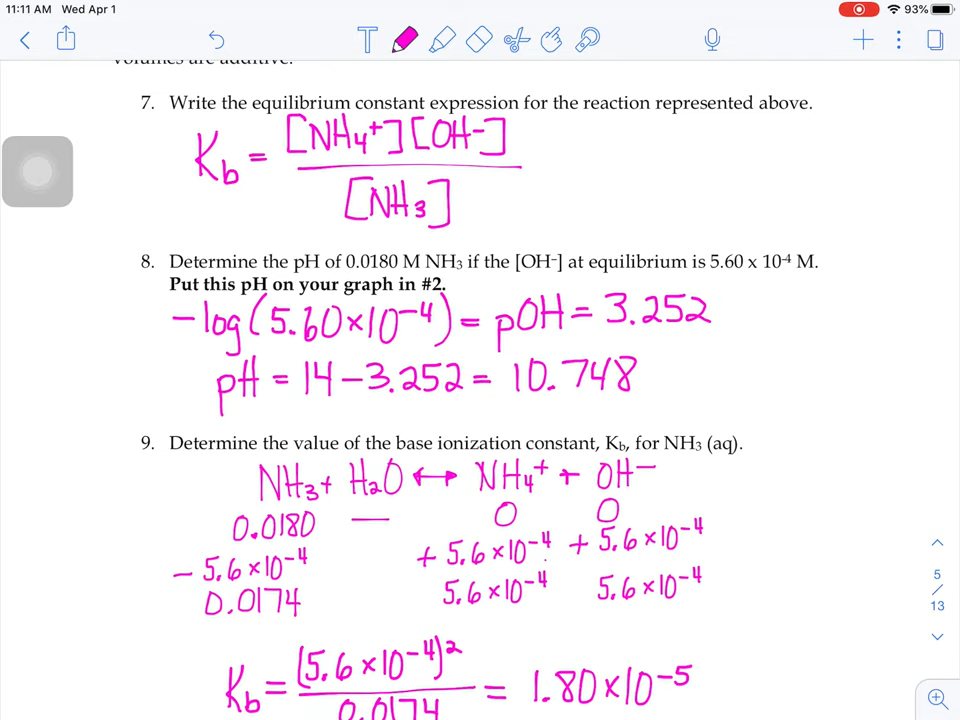 11:11 AM Wed Apr 1 93%
T
volumes are additive.
7. Write the equilibrium constant expression for the reaction represented above.
Kb = [NH4+][OH-]
[NH3]
8. Determine the pH of 0.0180 M NH3 if the [OH–] at equilibrium is 5.60 x 10-4 M.
Put this pH on your graph in #2.
-log(5.60×10-4) = pOH = 3.252
pH = 14 - 3.252 = 10.748
9. Determine the value of the base ionization constant, Kb, for NH3 (aq).
NH3 + H2O ↔ NH4+ + OH-
0.0180 — 0 0
- 5.6×10-4 + 5.6×10-4 + 5.6×10-4
0.0174 5.6×10-4 5.6×10-4
Kb = (5.6×10-4)2 = 1.80×10-5
0.0174
5
/
13